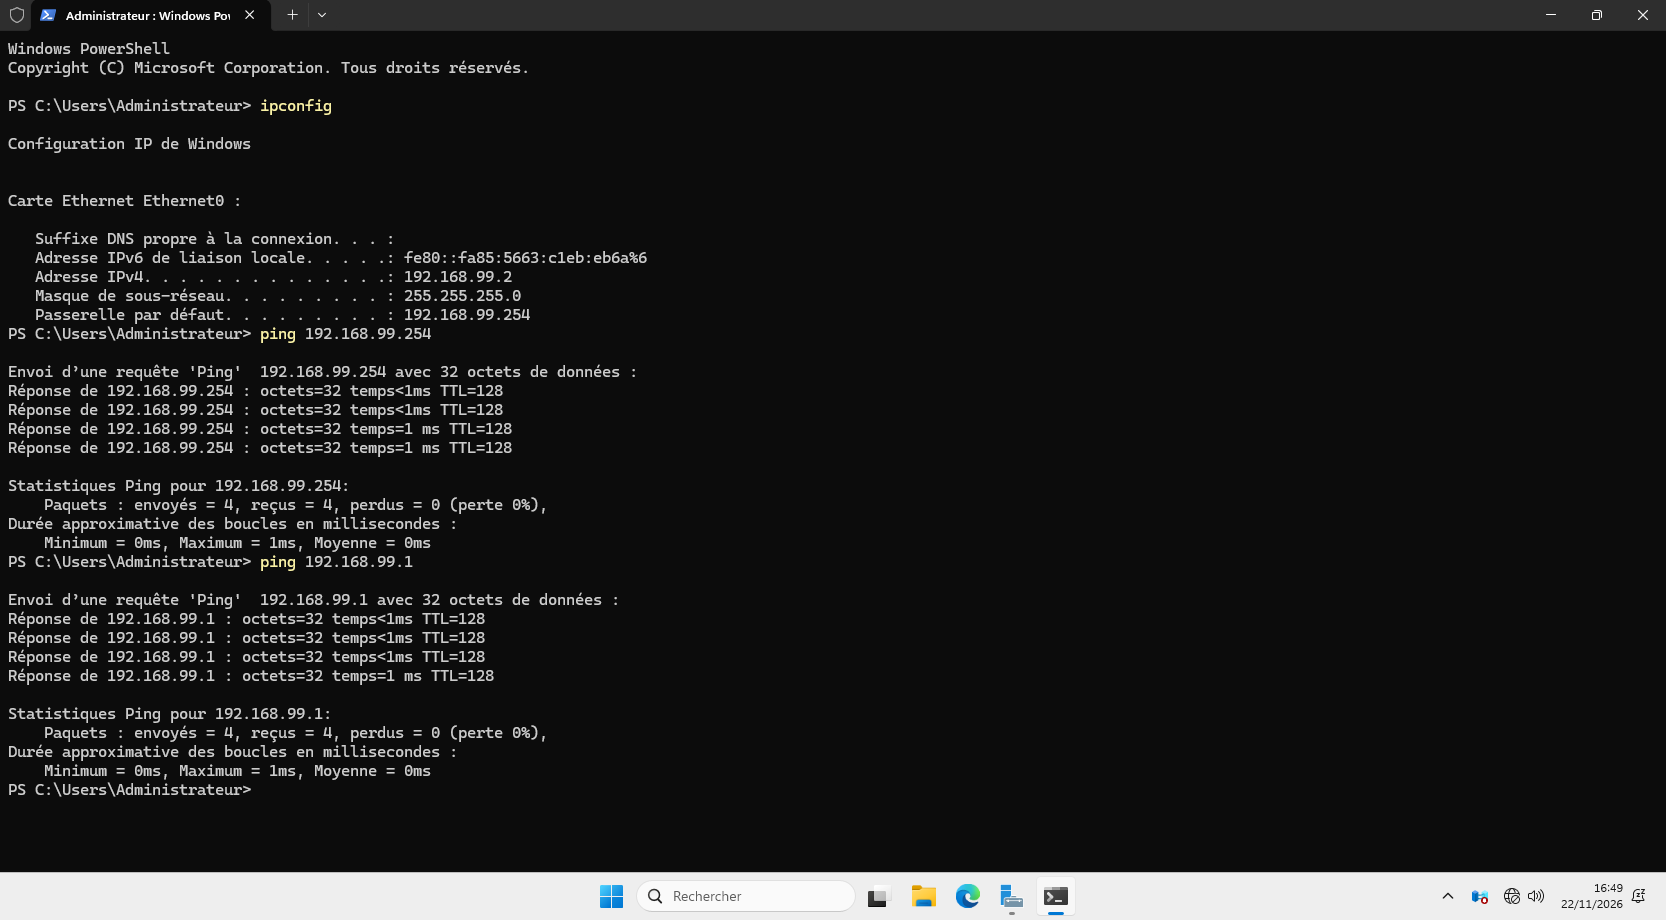 Administrateur : Windows Pov
Windows PowerShell
Copyright (C) Microsoft Corporation. Tous droits réservés.
PS C:\Users\Administrateur> ipconfig
Configuration IP de Windows
Carte Ethernet Ethernet0 :
Suffixe DNS propre à la connexion. . . :
Adresse IPv6 de liaison locale. . . . .: fe80::fa85:5663:c1eb:eb6a%6
Adresse IPv4. . . . . . . . . . . . . .: 192.168.99.2
Masque de sous-réseau. . . . . . . . . : 255.255.255.0
Passerelle par défaut. . . . . . . . . : 192.168.99.254
PS C:\Users\Administrateur> ping 192.168.99.254
Envoi d’une requête 'Ping'  192.168.99.254 avec 32 octets de données :
Réponse de 192.168.99.254 : octets=32 temps<1ms TTL=128
Réponse de 192.168.99.254 : octets=32 temps<1ms TTL=128
Réponse de 192.168.99.254 : octets=32 temps=1 ms TTL=128
Réponse de 192.168.99.254 : octets=32 temps=1 ms TTL=128
Statistiques Ping pour 192.168.99.254:
Paquets : envoyés = 4, reçus = 4, perdus = 0 (perte 0%),
Durée approximative des boucles en millisecondes :
Minimum = 0ms, Maximum = 1ms, Moyenne = 0ms
PS C:\Users\Administrateur> ping 192.168.99.1
Envoi d’une requête 'Ping'  192.168.99.1 avec 32 octets de données :
Réponse de 192.168.99.1 : octets=32 temps<1ms TTL=128
Réponse de 192.168.99.1 : octets=32 temps<1ms TTL=128
Réponse de 192.168.99.1 : octets=32 temps<1ms TTL=128
Réponse de 192.168.99.1 : octets=32 temps=1 ms TTL=128
Statistiques Ping pour 192.168.99.1:
Paquets : envoyés = 4, reçus = 4, perdus = 0 (perte 0%),
Durée approximative des boucles en millisecondes :
Minimum = 0ms, Maximum = 1ms, Moyenne = 0ms
PS C:\Users\Administrateur>
Rechercher
16:49
22/11/2026